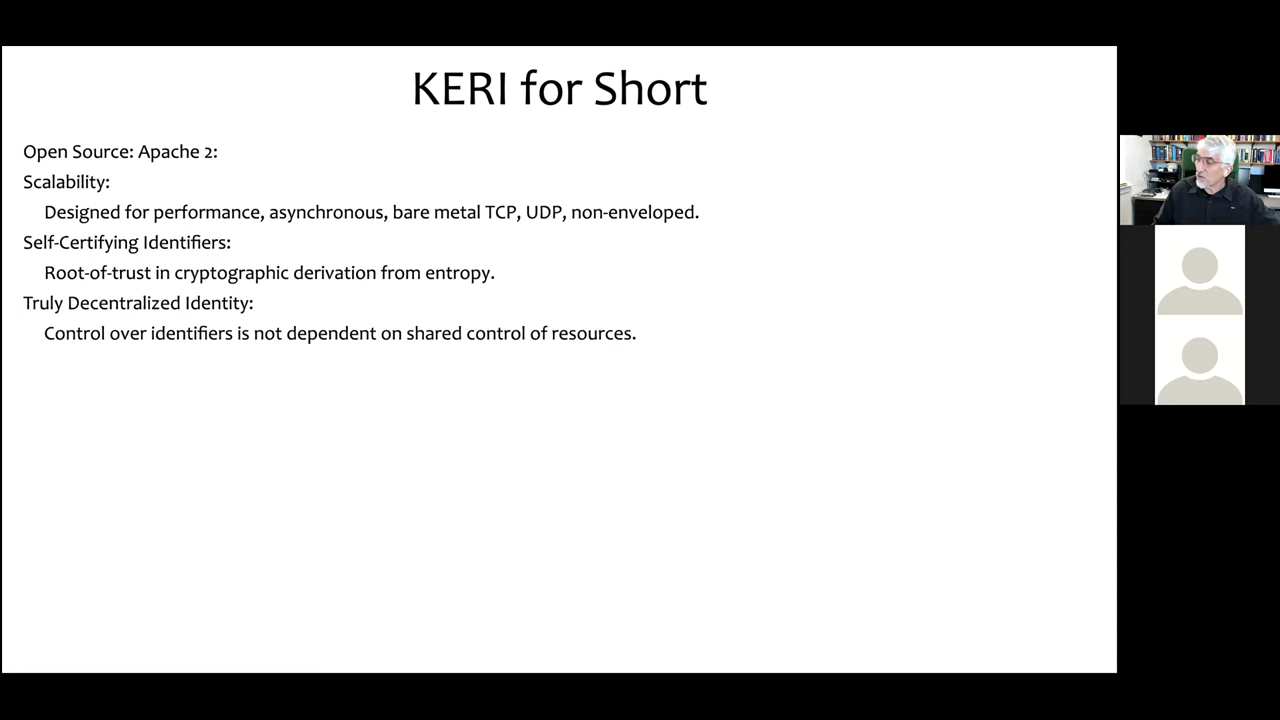 KERI for Short
Open Source: Apache 2:
Scalability:
Designed for performance, asynchronous, bare metal TCP, UDP, non-enveloped.
Self-Certifying Identifiers:
Root-of-trust in cryptographic derivation from entropy.
Truly Decentralized Identity:
Control over identifiers is not dependent on shared control of resources.